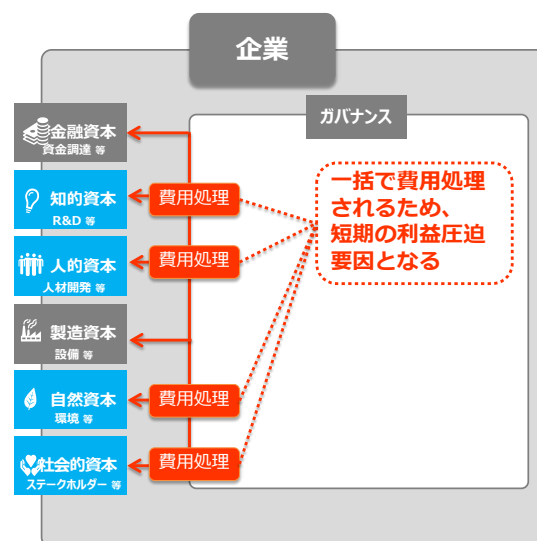 企業
ガバナンス
金融資本
資金調達 等
知的資本
R&D 等
費用処理
人的資本
人材開発 等
費用処理
一括で費用処理
されるため、
短期の利益圧迫
要因となる
製造資本
設備 等
自然資本
環境 等
費用処理
社会的資本
ステークホルダー 等
費用処理